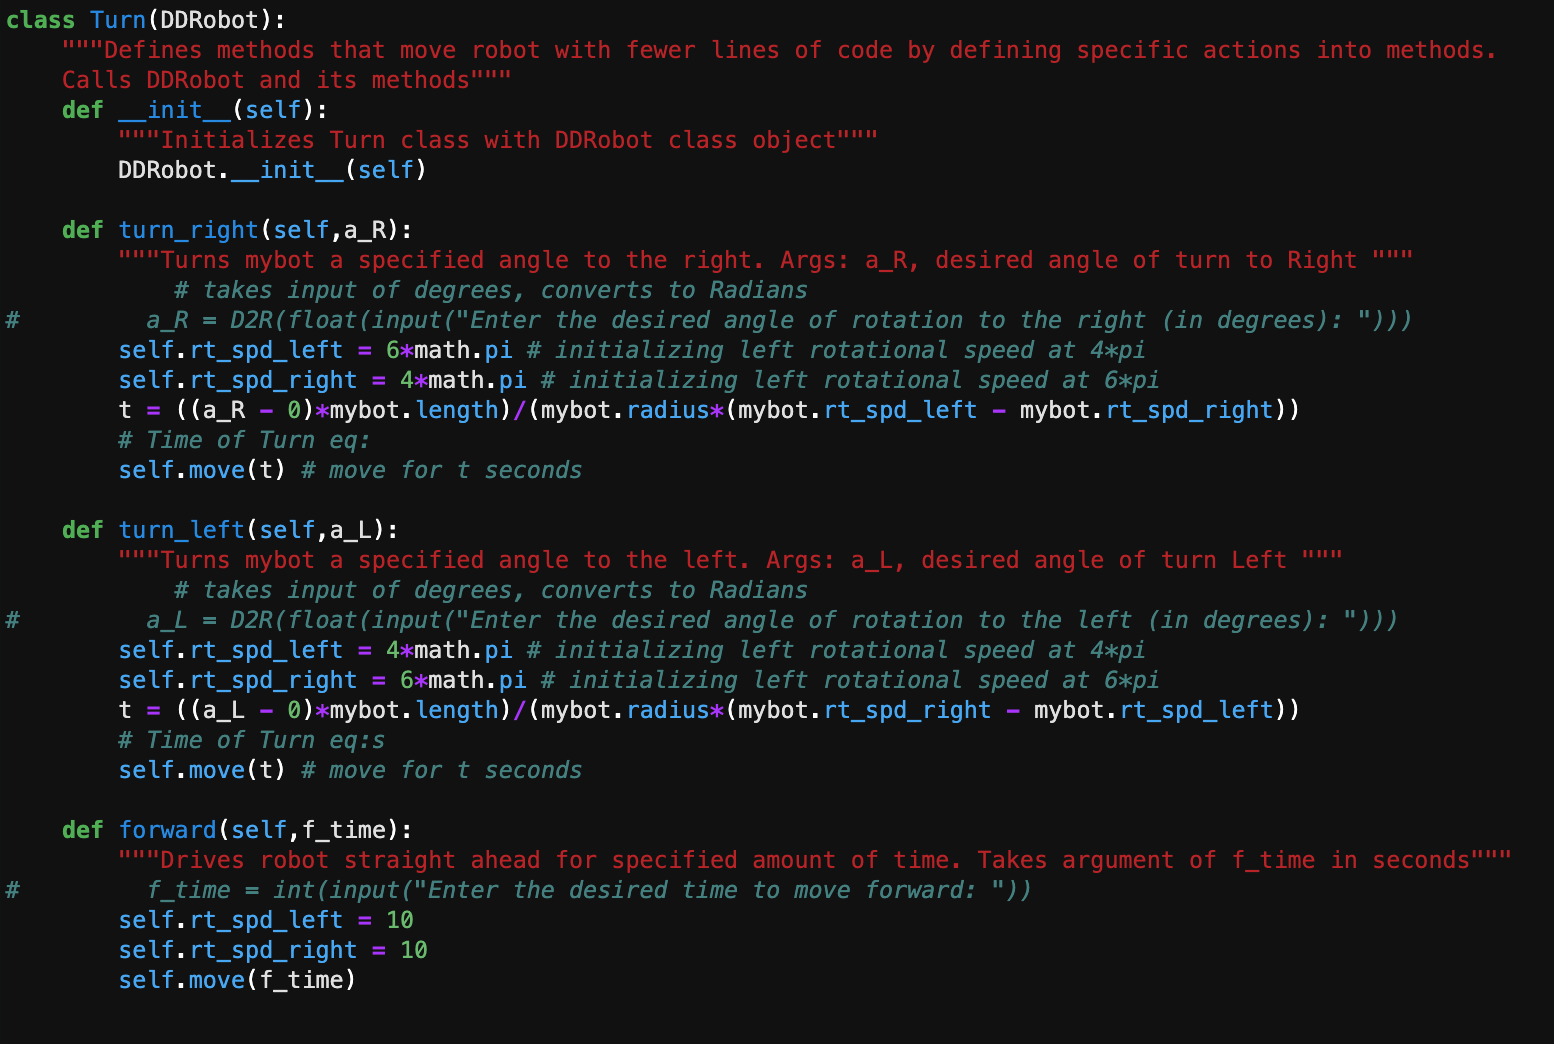 class Turn(DDRobot):
    """Defines methods that move robot with fewer lines of code by defining specific actions into methods.
    Calls DDRobot and its methods"""
    def __init__(self):
        """Initializes Turn class with DDRobot class object"""
        DDRobot.__init__(self)

    def turn_right(self,a_R):
        """Turns mybot a specified angle to the right. Args: a_R, desired angle of turn to Right """
            # takes input of degrees, converts to Radians
#         a_R = D2R(float(input("Enter the desired angle of rotation to the right (in degrees): ")))
        self.rt_spd_left = 6*math.pi # initializing left rotational speed at 4*pi
        self.rt_spd_right = 4*math.pi # initializing left rotational speed at 6*pi
        t = ((a_R - 0)*mybot.length)/(mybot.radius*(mybot.rt_spd_left - mybot.rt_spd_right))
        # Time of Turn eq:
        self.move(t) # move for t seconds

    def turn_left(self,a_L):
        """Turns mybot a specified angle to the left. Args: a_L, desired angle of turn Left """
            # takes input of degrees, converts to Radians
#         a_L = D2R(float(input("Enter the desired angle of rotation to the left (in degrees): ")))
        self.rt_spd_left = 4*math.pi # initializing left rotational speed at 4*pi
        self.rt_spd_right = 6*math.pi # initializing left rotational speed at 6*pi
        t = ((a_L - 0)*mybot.length)/(mybot.radius*(mybot.rt_spd_right - mybot.rt_spd_left))
        # Time of Turn eq:s
        self.move(t) # move for t seconds

    def forward(self,f_time):
        """Drives robot straight ahead for specified amount of time. Takes argument of f_time in seconds"""
#         f_time = int(input("Enter the desired time to move forward: "))
        self.rt_spd_left = 10
        self.rt_spd_right = 10
        self.move(f_time)